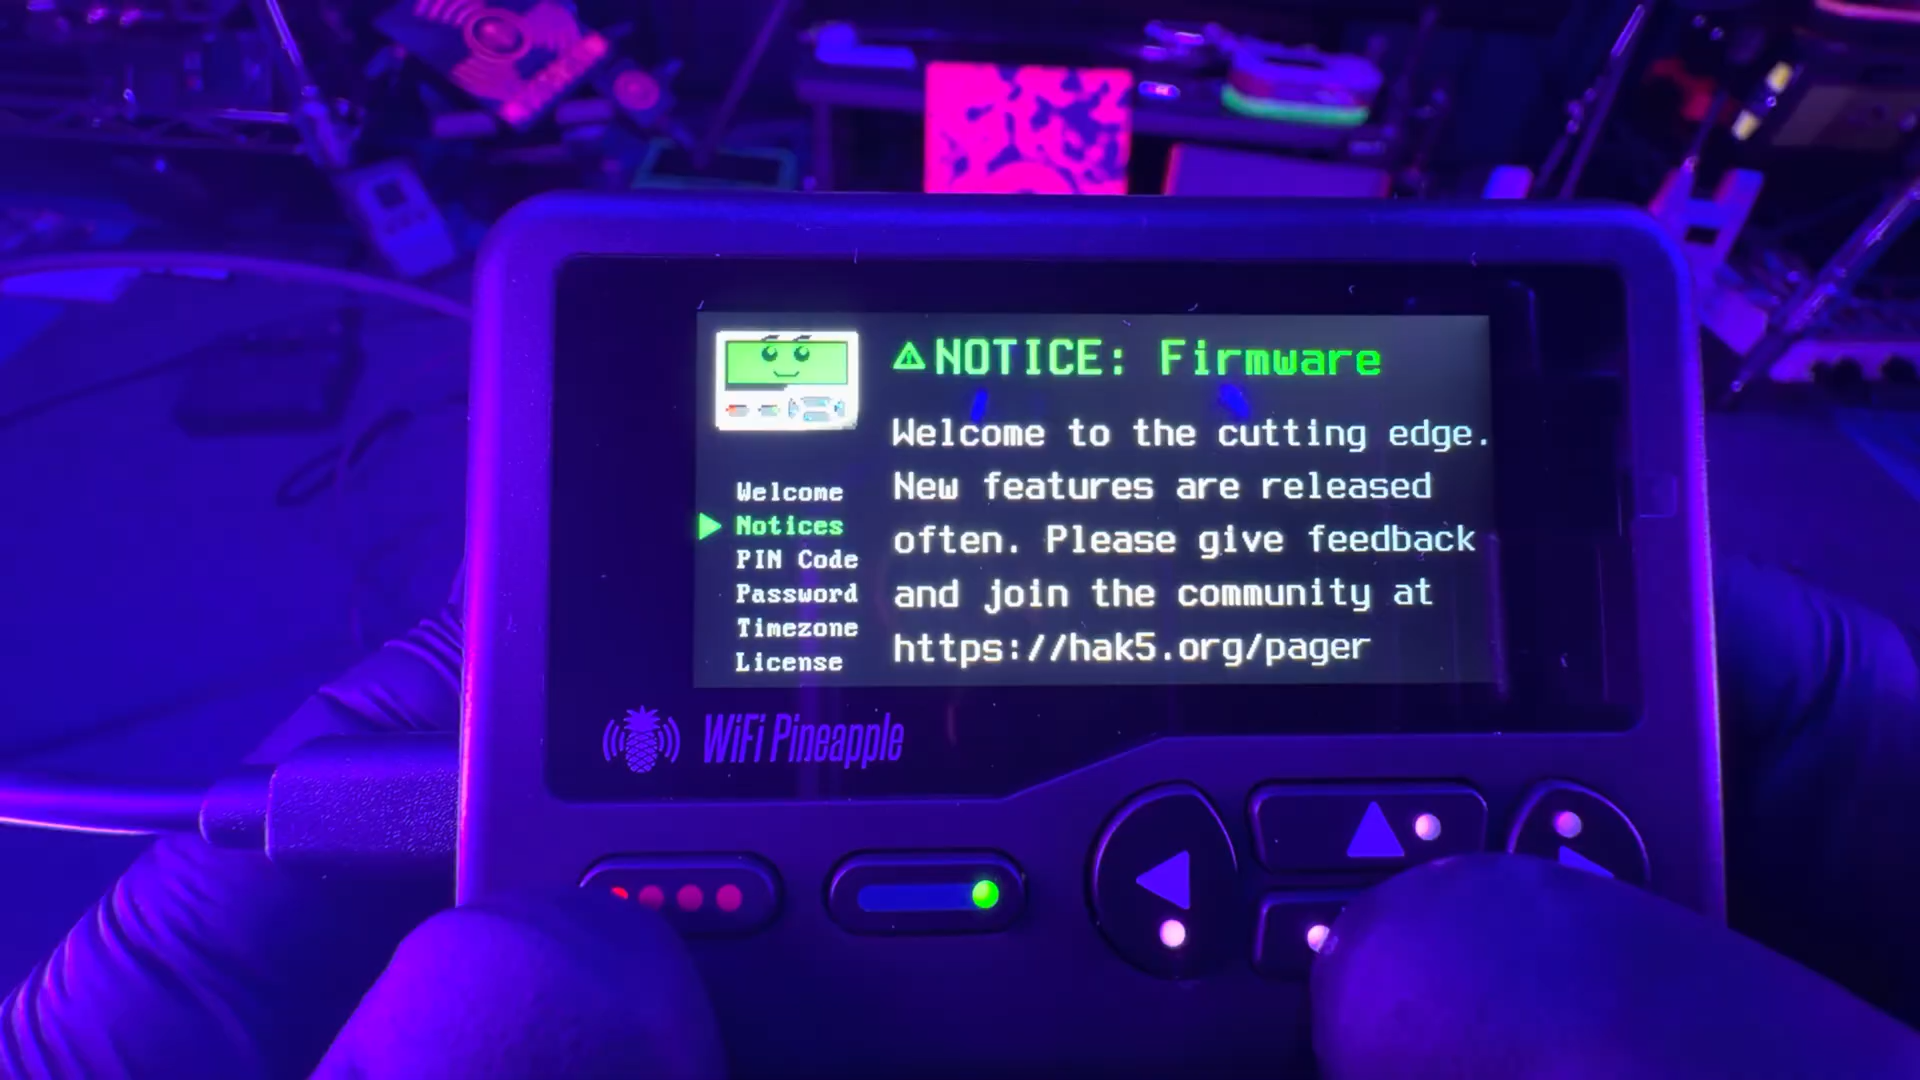 ⚠NOTICE: Firmware
Welcome to the cutting edge.
New features are released
often. Please give feedback
and join the community at
https://hak5.org/pager
Welcome
Notices
PIN Code
Password
Timezone
License
WiFi Pineapple